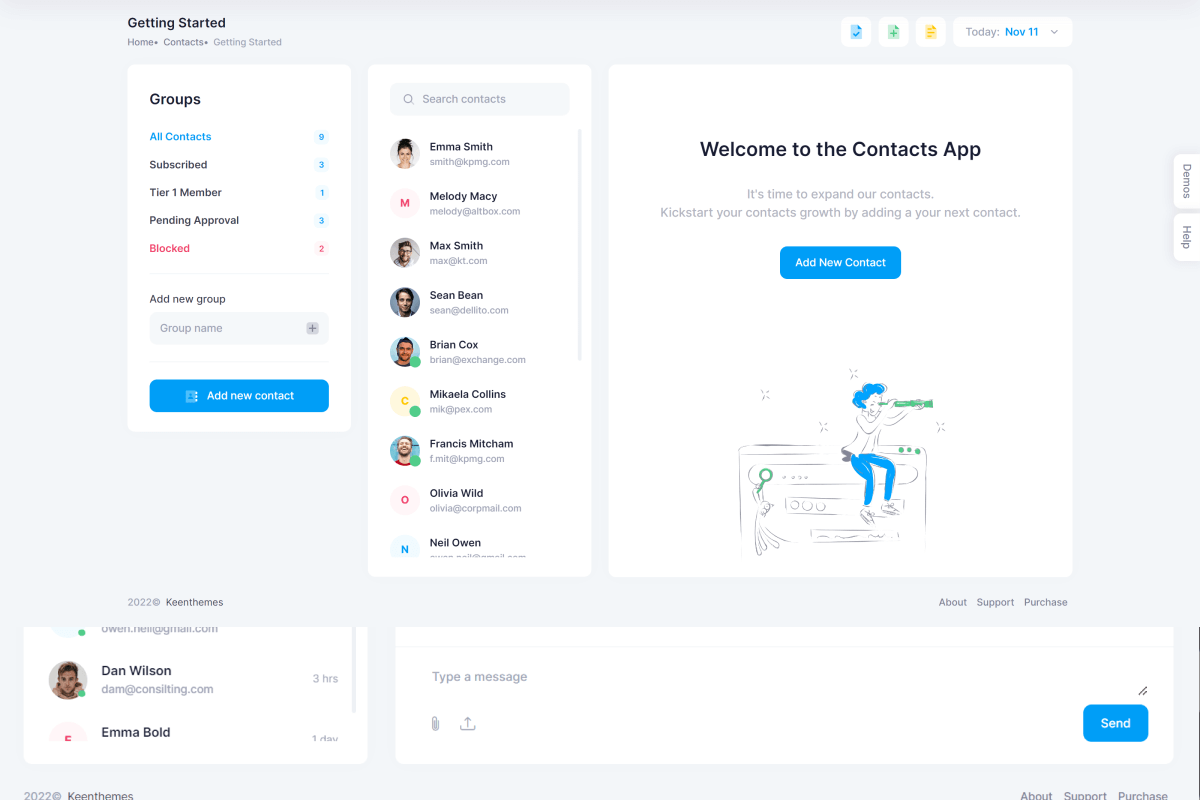 Getting Started
Home• Contacts• Getting Started
Today: Nov 11
Groups
All Contacts 9
Subscribed 3
Tier 1 Member 1
Pending Approval 3
Blocked 2
Add new group
Group name
Add new contact
Search contacts
Emma Smith
smith@kpmg.com
M
Melody Macy
melody@altbox.com
Max Smith
max@kt.com
Sean Bean
sean@dellito.com
Brian Cox
brian@exchange.com
C
Mikaela Collins
mik@pex.com
Francis Mitcham
f.mit@kpmg.com
O
Olivia Wild
olivia@corpmail.com
N
Neil Owen
owen.neil@gmail.com
Welcome to the Contacts App
It's time to expand our contacts.
Kickstart your contacts growth by adding a your next contact.
Add New Contact
Demos
Help
2022© Keenthemes
About Support Purchase
owen.neil@gmail.com
Dan Wilson
dam@consilting.com
3 hrs
E
Emma Bold
1 day
Type a message
Send
2022© Keenthemes
About Support Purchase